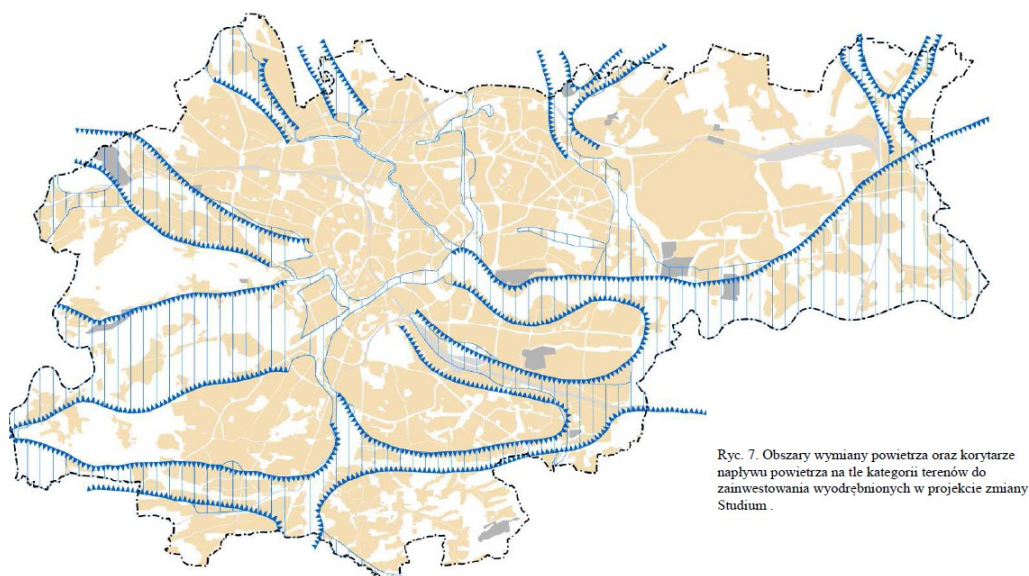 Ryc. 7. Obszary wymiany powietrza oraz korytarze
napływu powietrza na tle kategorii terenów do
zainwestowania wyodrębnionych w projekcie zmiany
Studium .